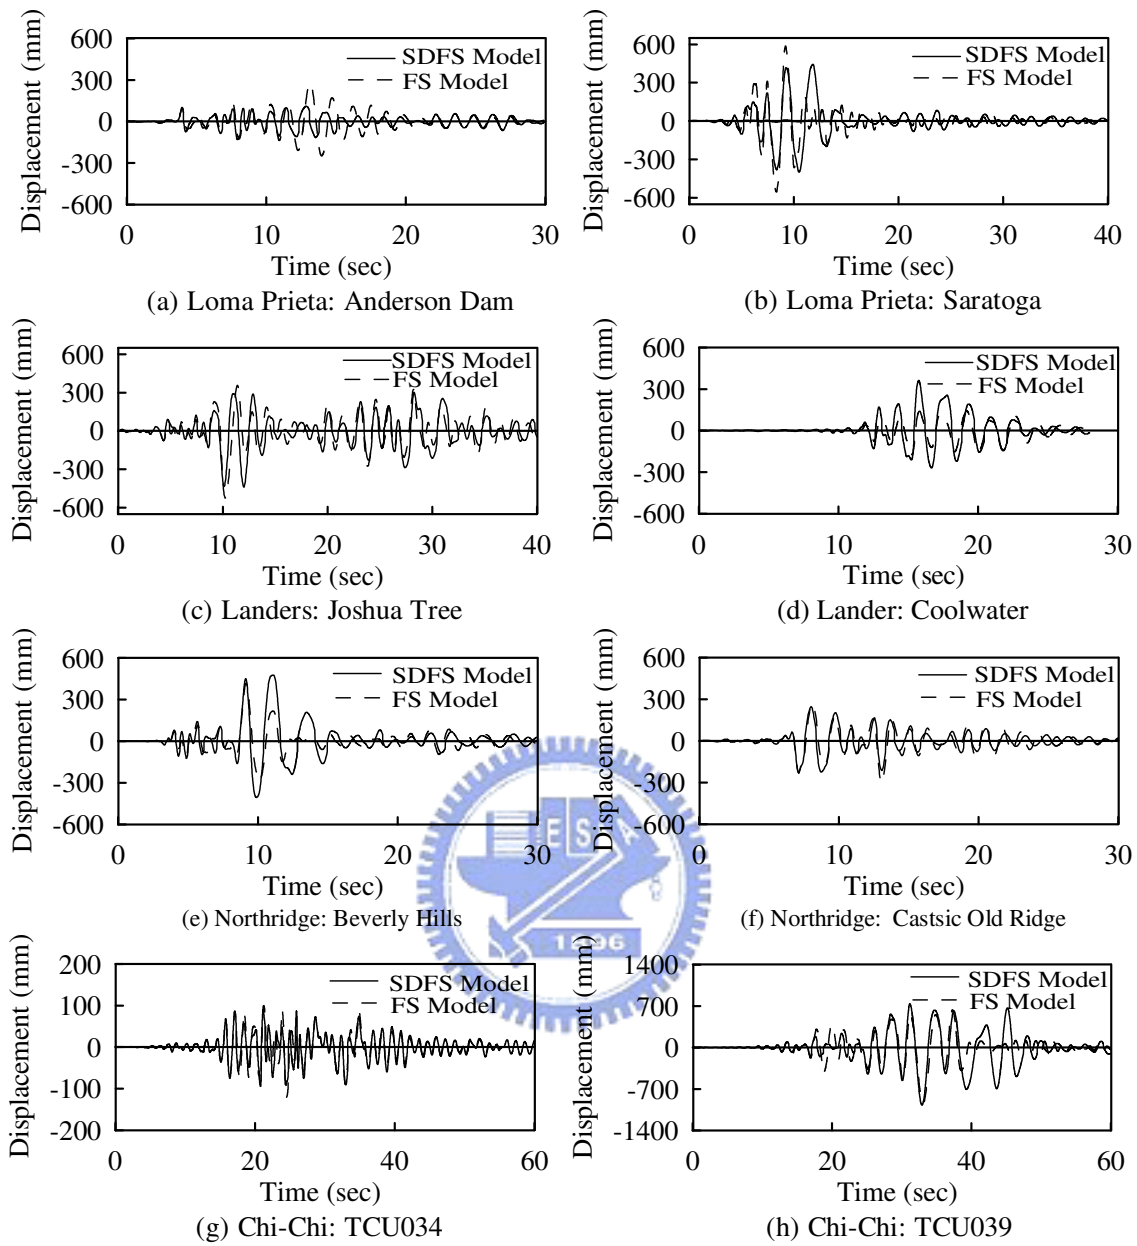 Displacement (mm)
600
300
0
-300
-600
SDFS Model
FS Model
0 10 20 30
Time (sec)
(a) Loma Prieta: Anderson Dam
Displacement (mm)
600
300
0
-300
-600
SDFS Model
FS Model
0 10 20 30 40
Time (sec)
(b) Loma Prieta: Saratoga
Displacement (mm)
600
300
0
-300
-600
SDFS Model
FS Model
0 10 20 30 40
Time (sec)
(c) Landers: Joshua Tree
Displacement (mm)
600
300
0
-300
-600
SDFS Model
FS Model
0 10 20 30
Time (sec)
(d) Lander: Coolwater
Displacement (mm)
600
300
0
-300
-600
SDFS Model
FS Model
0 10 20 30
Time (sec)
(e) Northridge: Beverly Hills
Displacement (mm)
600
300
0
-300
-600
SDFS Model
FS Model
0 10 20 30
Time (sec)
(f) Northridge: Castsic Old Ridge
E S A
1896
Displacement (mm)
200
100
0
-100
-200
SDFS Model
FS Model
0 20 40 60
Time (sec)
(g) Chi-Chi: TCU034
Displacement (mm)
1400
700
0
-700
-1400
SDFS Model
FS Model
0 20 40 60
Time (sec)
(h) Chi-Chi: TCU039